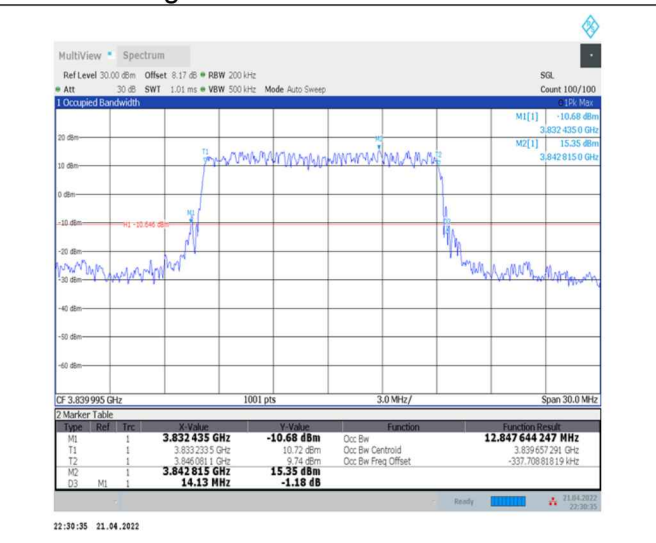 MultiView Spectrum
Ref Level 30.00 dBm Offset 8.17 dB RBW 200 kHz SGL
Att 30 dB SWT 1.01 ms VBW 500 kHz Mode Auto Sweep Count 100/100
1 Occupied Bandwidth 1Pk Max
M1[1] -10.68 dBm
3.832 435 0 GHz
M2[1] 15.35 dBm
3.842 815 0 GHz
20 dBm
M2
T1
T2
10 dBm
0 dBm
M1
-10 dBm
H1 -10.646 dBm
D3
-20 dBm
-30 dBm
-40 dBm
-50 dBm
-60 dBm
CF 3.839 995 GHz 1001 pts 3.0 MHz/ Span 30.0 MHz
2 Marker Table
Type Ref Trc X-Value Y-Value Function Function Result
M1 1 3.832 435 GHz -10.68 dBm Occ Bw 12.847 644 247 MHz
T1 1 3.833 233 5 GHz 10.72 dBm Occ Bw Centroid 3.839 657 291 GHz
T2 1 3.846 081 1 GHz 9.74 dBm Occ Bw Freq Offset -337.708 818 19 kHz
M2 1 3.842 815 GHz 15.35 dBm
D3 M1 1 14.13 MHz -1.18 dB
Ready 21.04.2022
22:30:35
22:30:35 21.04.2022